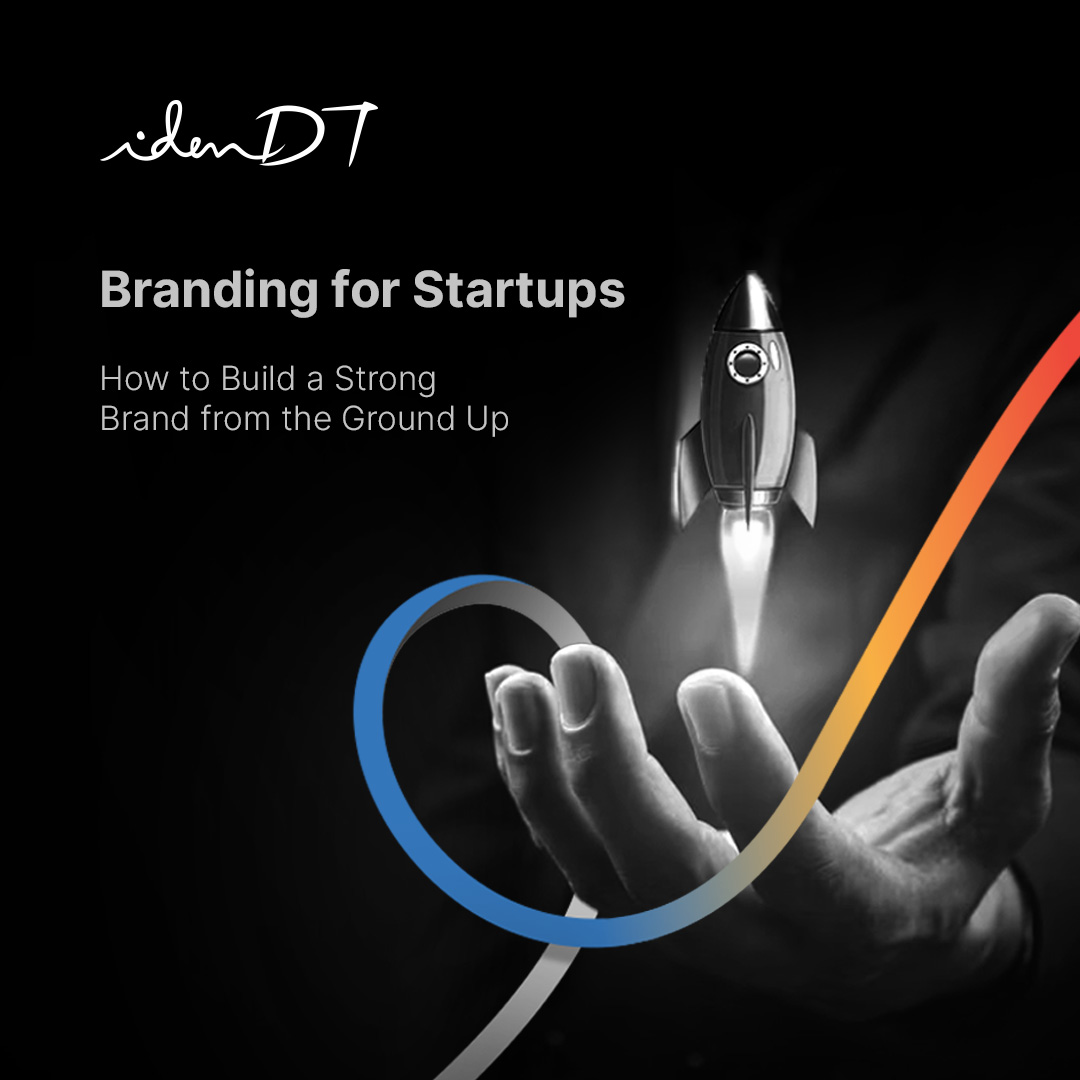 idenDT
Branding for Startups
How to Build a Strong
Brand from the Ground Up